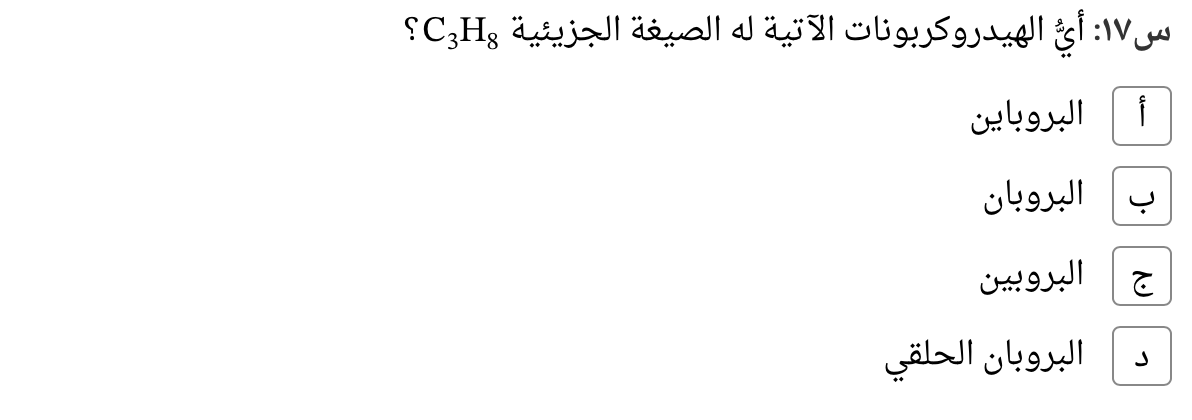 س١٧: أيُّ الهيدروكربونات الآتية له الصيغة الجزيئية C₃H₈؟
أ البروباين
ب البروبان
ج البروبين
د البروبان الحلقي